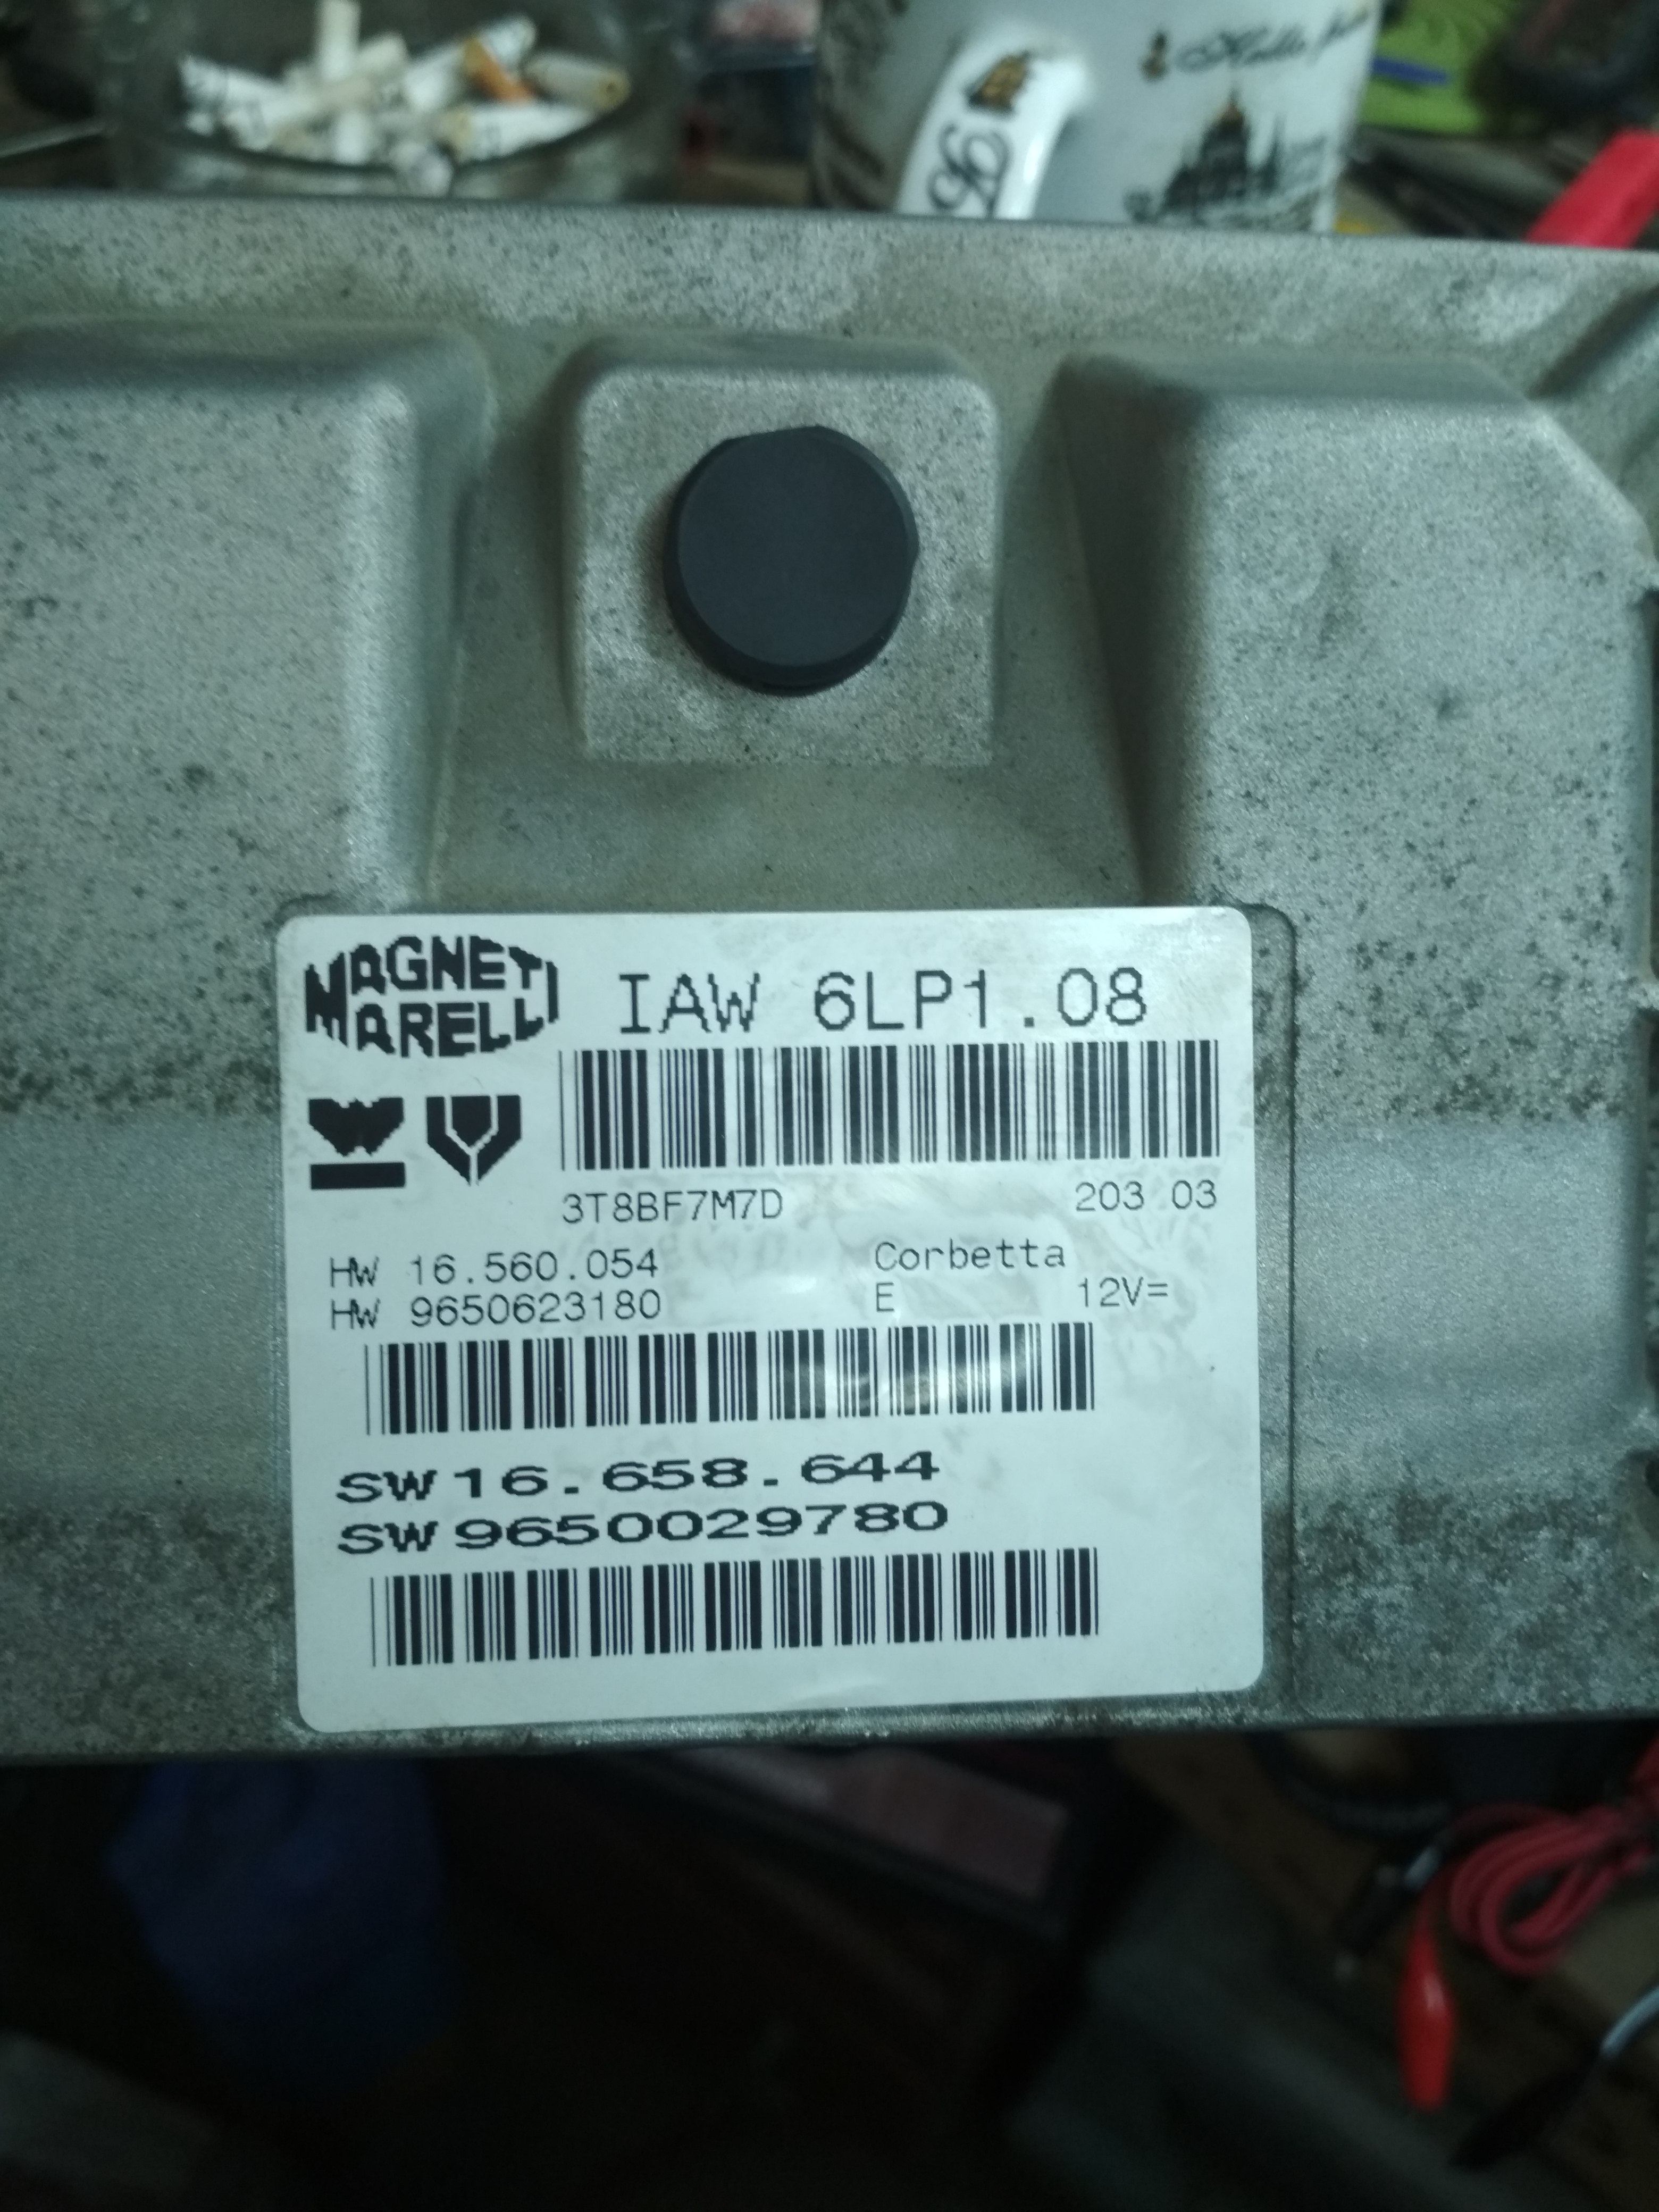 MAGNETI
MARELLI
IAW 6LP1.08
3T8BF7M7D 203 03
HW 16.560.054 Corbetta
HW 9650623180 E 12V=
SW 16.658.644
SW 9650029780